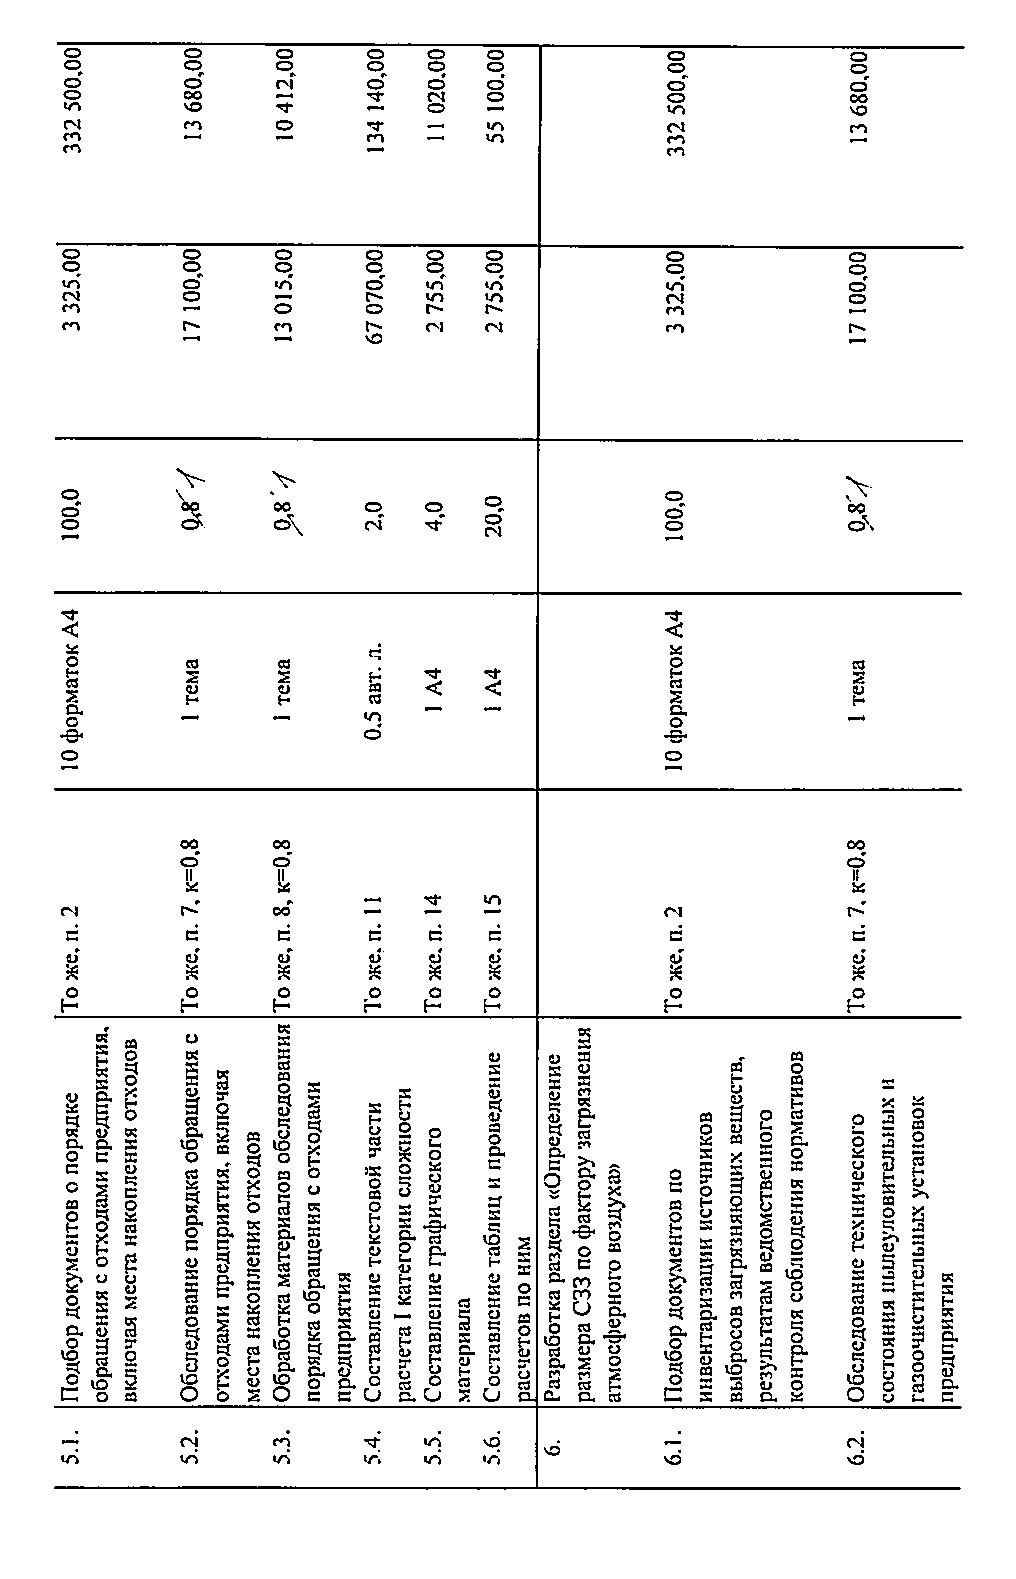 5.1. Подбор документов о порядке То же, п. 2 10 форматок А4 100,0 3 325.00 332 500,00
обращения с отходами предприятия,
включая места накопления отходов
5.2. Обследование порядка обращения с То же, п. 7, к=0,8 1 тема 0,8 1 17 100,00 13 680,00
отходами предприятия, включая
места накопления отходов
5.3. Обработка материалов обследования То же, п. 8, к=0,8 1 тема 0,8 1 13 015.00 10 412,00
порядка обращения с отходами
предприятия
5.4. Составление текстовой части То же, п. 11 0.5 авт. л. 2,0 67 070,00 134 140,00
расчета I категории сложности
5.5. Составление графического То же, п. 14 1 А4 4,0 2 755.00 11 020,00
материала
5.6. Составление таблиц и проведение То же, п. 15 1 А4 20,0 2 755.00 55 100,00
расчетов по ним
6. Разработка раздела «Определение
размера СЗЗ по фактору загрязнения
атмосферного воздуха»
6.1. Подбор документов по То же, п. 2 10 форматок А4 100,0 3 325.00 332 500,00
инвентаризации источников
выбросов загрязняющих веществ,
результатам ведомственного
контроля соблюдения нормативов
6.2. Обследование технического То же, п. 7, к=0.8 1 тема 0,8 1 17 100.00 13 680,00
состояния пылеуловительных и
газоочистительных установок
предприятия